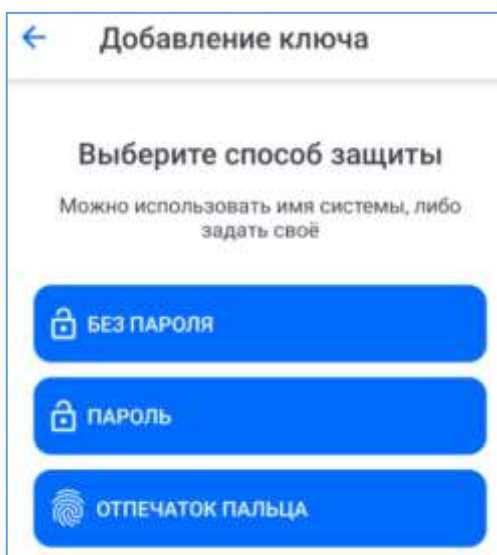 Добавление ключа
Выберите способ защиты
Можно использовать имя системы, либо
задать своё
БЕЗ ПАРОЛЯ
ПАРОЛЬ
ОТПЕЧАТОК ПАЛЬЦА